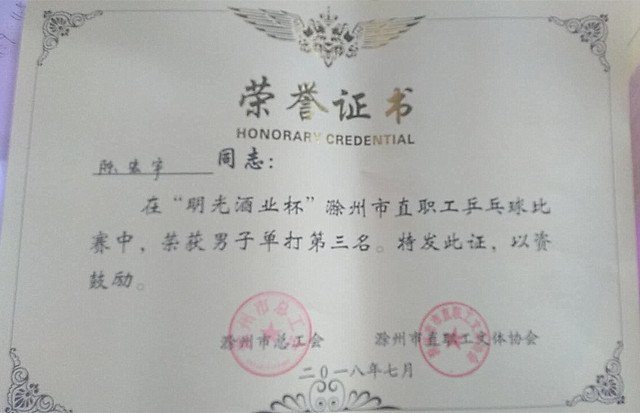 荣誉证书
HONORARY CREDENTIAL
同志：
在“明光酒业杯”滁州市直职工乒乓球比
赛中，荣获男子单打第三名。特发此证，以资
鼓励。
滁州市总工会 滁州市直职工文体协会
二〇一八年七月